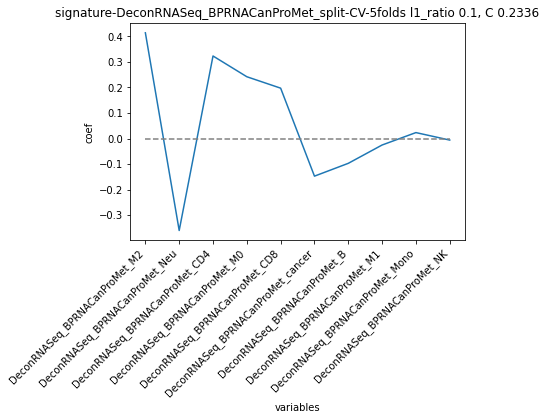 signature-DeconRNASeq_BPRNACanProMet_split-CV-5folds l1_ratio 0.1, C 0.2336
0.4
0.3
0.2
0.1
0.0
−0.1
−0.2
−0.3
coef
DeconRNASeq_BPRNACanProMet_M2
DeconRNASeq_BPRNACanProMet_Neu
DeconRNASeq_BPRNACanProMet_CD4
DeconRNASeq_BPRNACanProMet_M0
DeconRNASeq_BPRNACanProMet_CD8
DeconRNASeq_BPRNACanProMet_cancer
DeconRNASeq_BPRNACanProMet_B
DeconRNASeq_BPRNACanProMet_M1
DeconRNASeq_BPRNACanProMet_Mono
DeconRNASeq_BPRNACanProMet_NK
variables